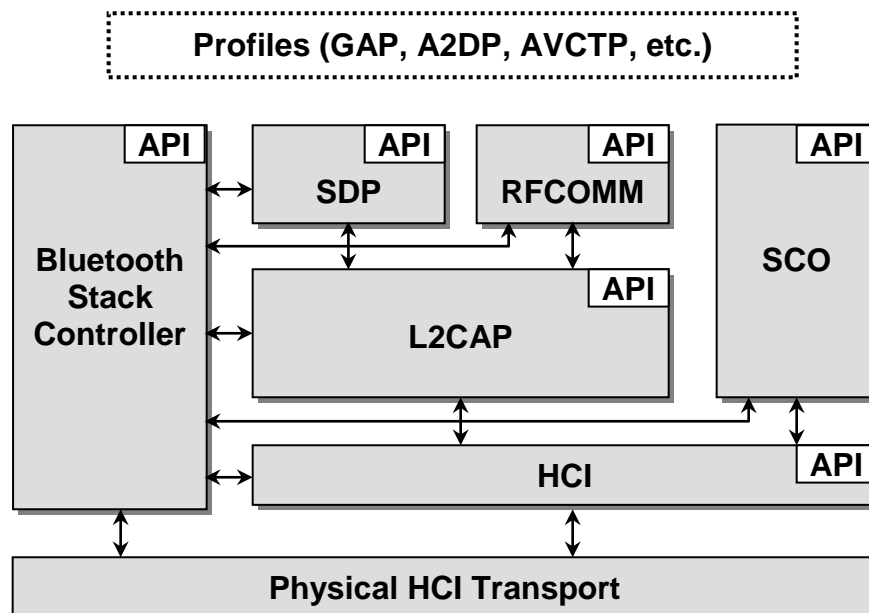 Profiles (GAP, A2DP, AVCTP, etc.)
API
API
API
API
SDP
RFCOMM
Bluetooth
Stack
Controller
SCO
API
L2CAP
API
HCI
Physical HCI Transport